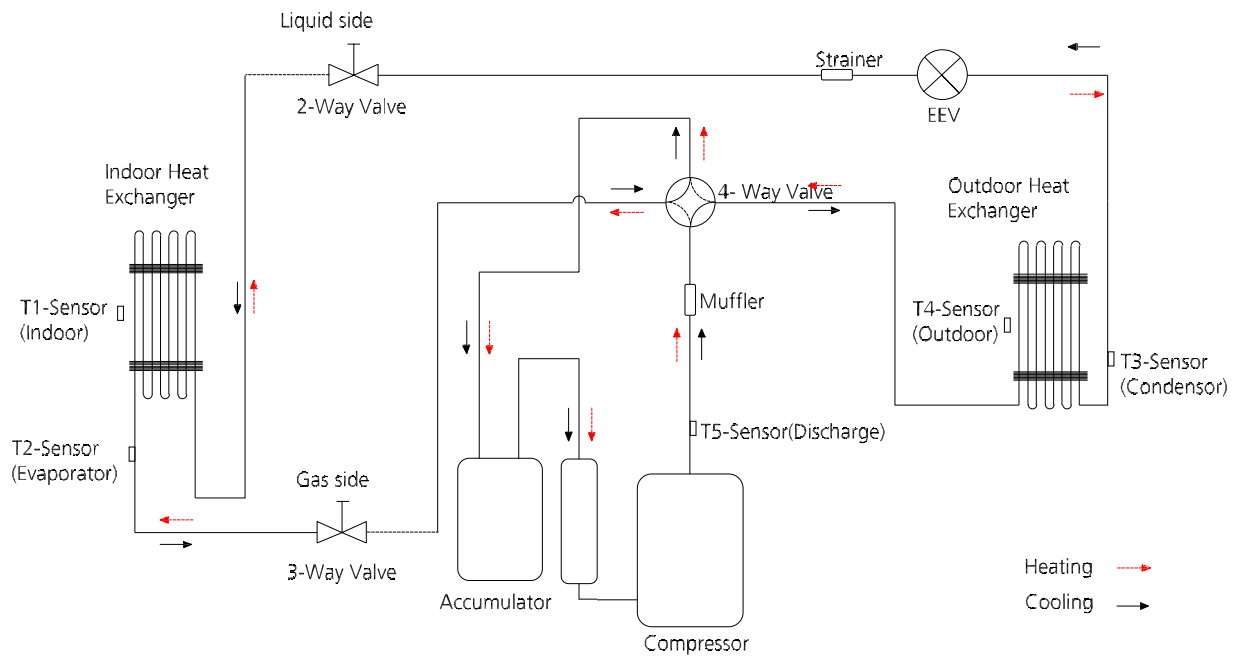 Liquid side
2-Way Valve
Strainer
EEV
Indoor Heat
Exchanger
4- Way Valve
Outdoor Heat
Exchanger
T1-Sensor
(Indoor)
Muffler
T4-Sensor
(Outdoor)
T3-Sensor
(Condensor)
T2-Sensor
(Evaporator)
T5-Sensor(Discharge)
Gas side
3-Way Valve
Accumulator
Compressor
Heating
Cooling